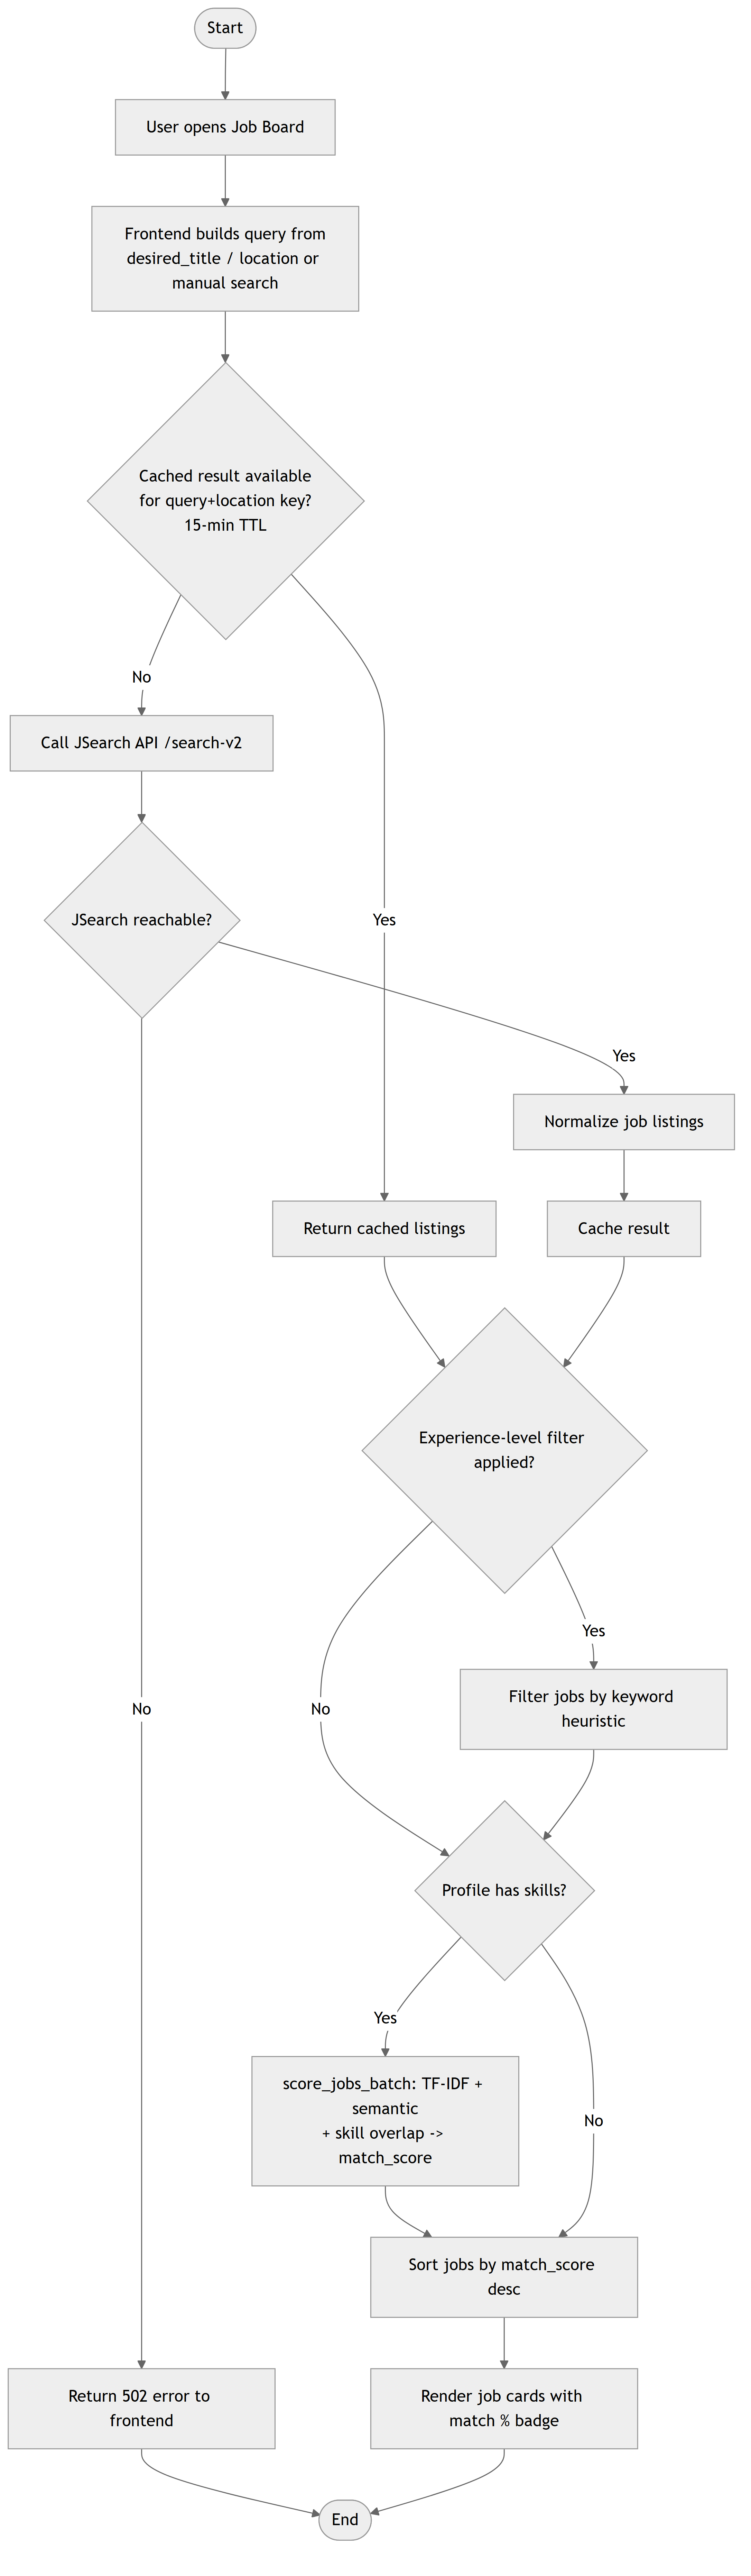 Start
User opens Job Board
Frontend builds query from
desired_title / location or
manual search
Cached result available
for query+location key?
15-min TTL
No
Call JSearch API /search-v2
JSearch reachable?
Yes
Yes
Normalize job listings
Return cached listings
Cache result
Experience-level filter
applied?
Yes
Filter jobs by keyword
heuristic
No
No
Profile has skills?
Yes
score_jobs_batch: TF-IDF +
semantic
+ skill overlap ->
match_score
No
Sort jobs by match_score
desc
Return 502 error to
frontend
Render job cards with
match % badge
End